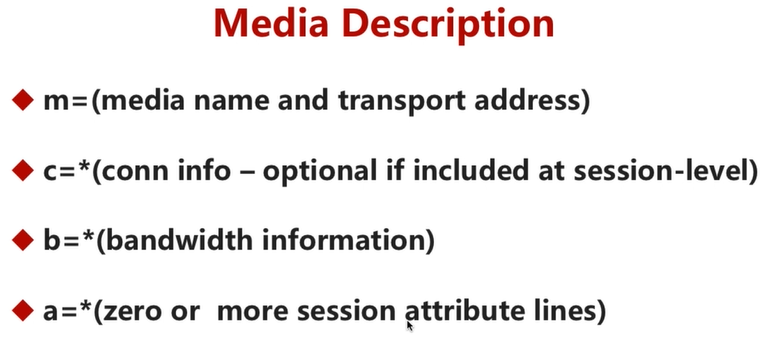 Media Description
◆ m=(media name and transport address)
◆ c=*(conn info – optional if included at session-level)
◆ b=*(bandwidth information)
◆ a=*(zero or  more session attribute lines)